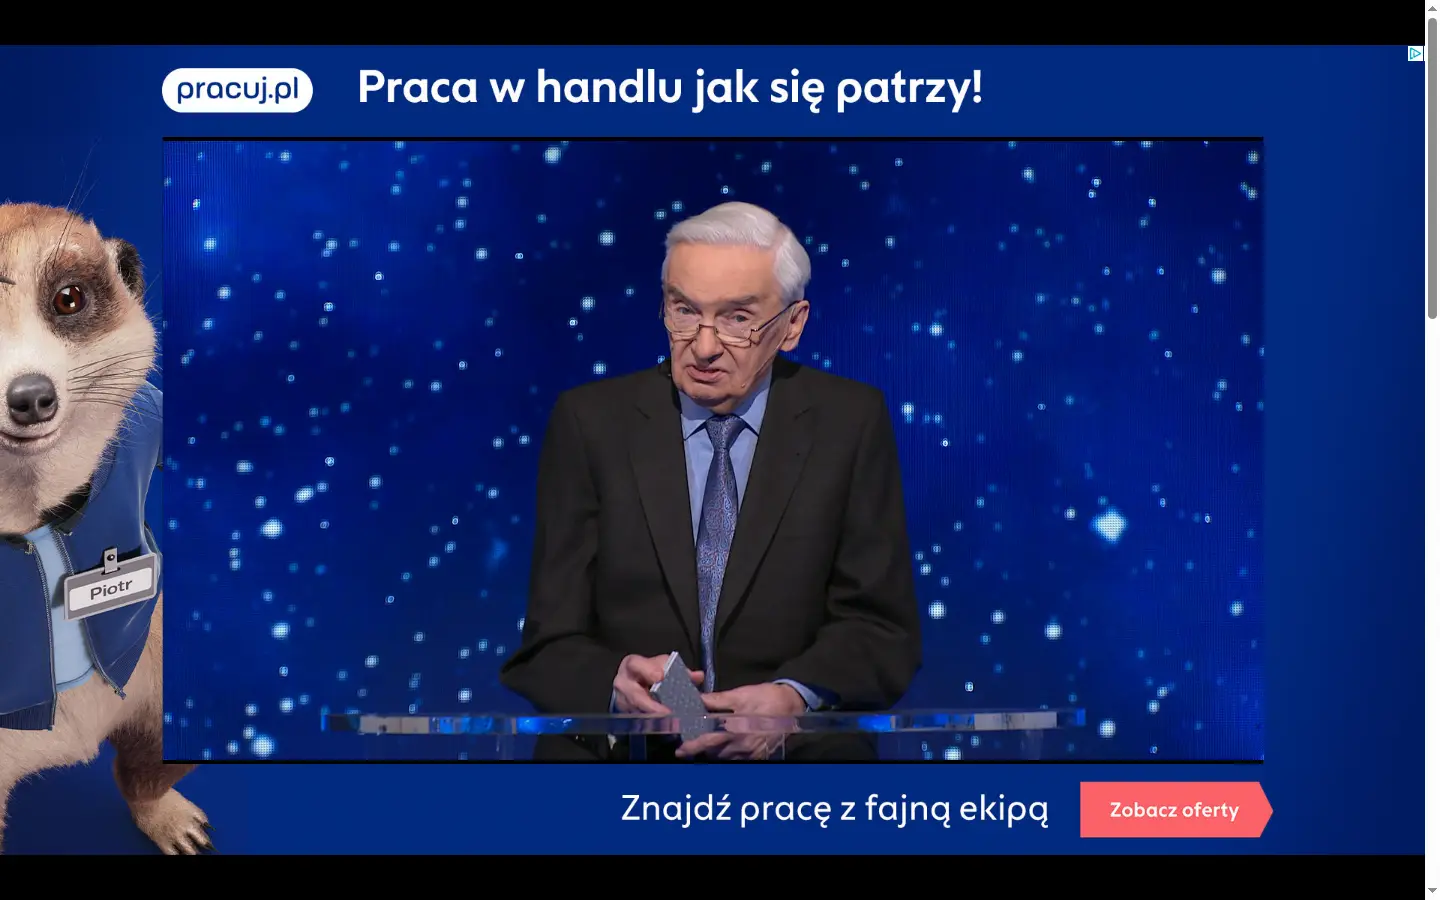 pracuj.pl
Praca w handlu jak się patrzy!
Piotr
Znajdź pracę z fajną ekipą
Zobacz oferty